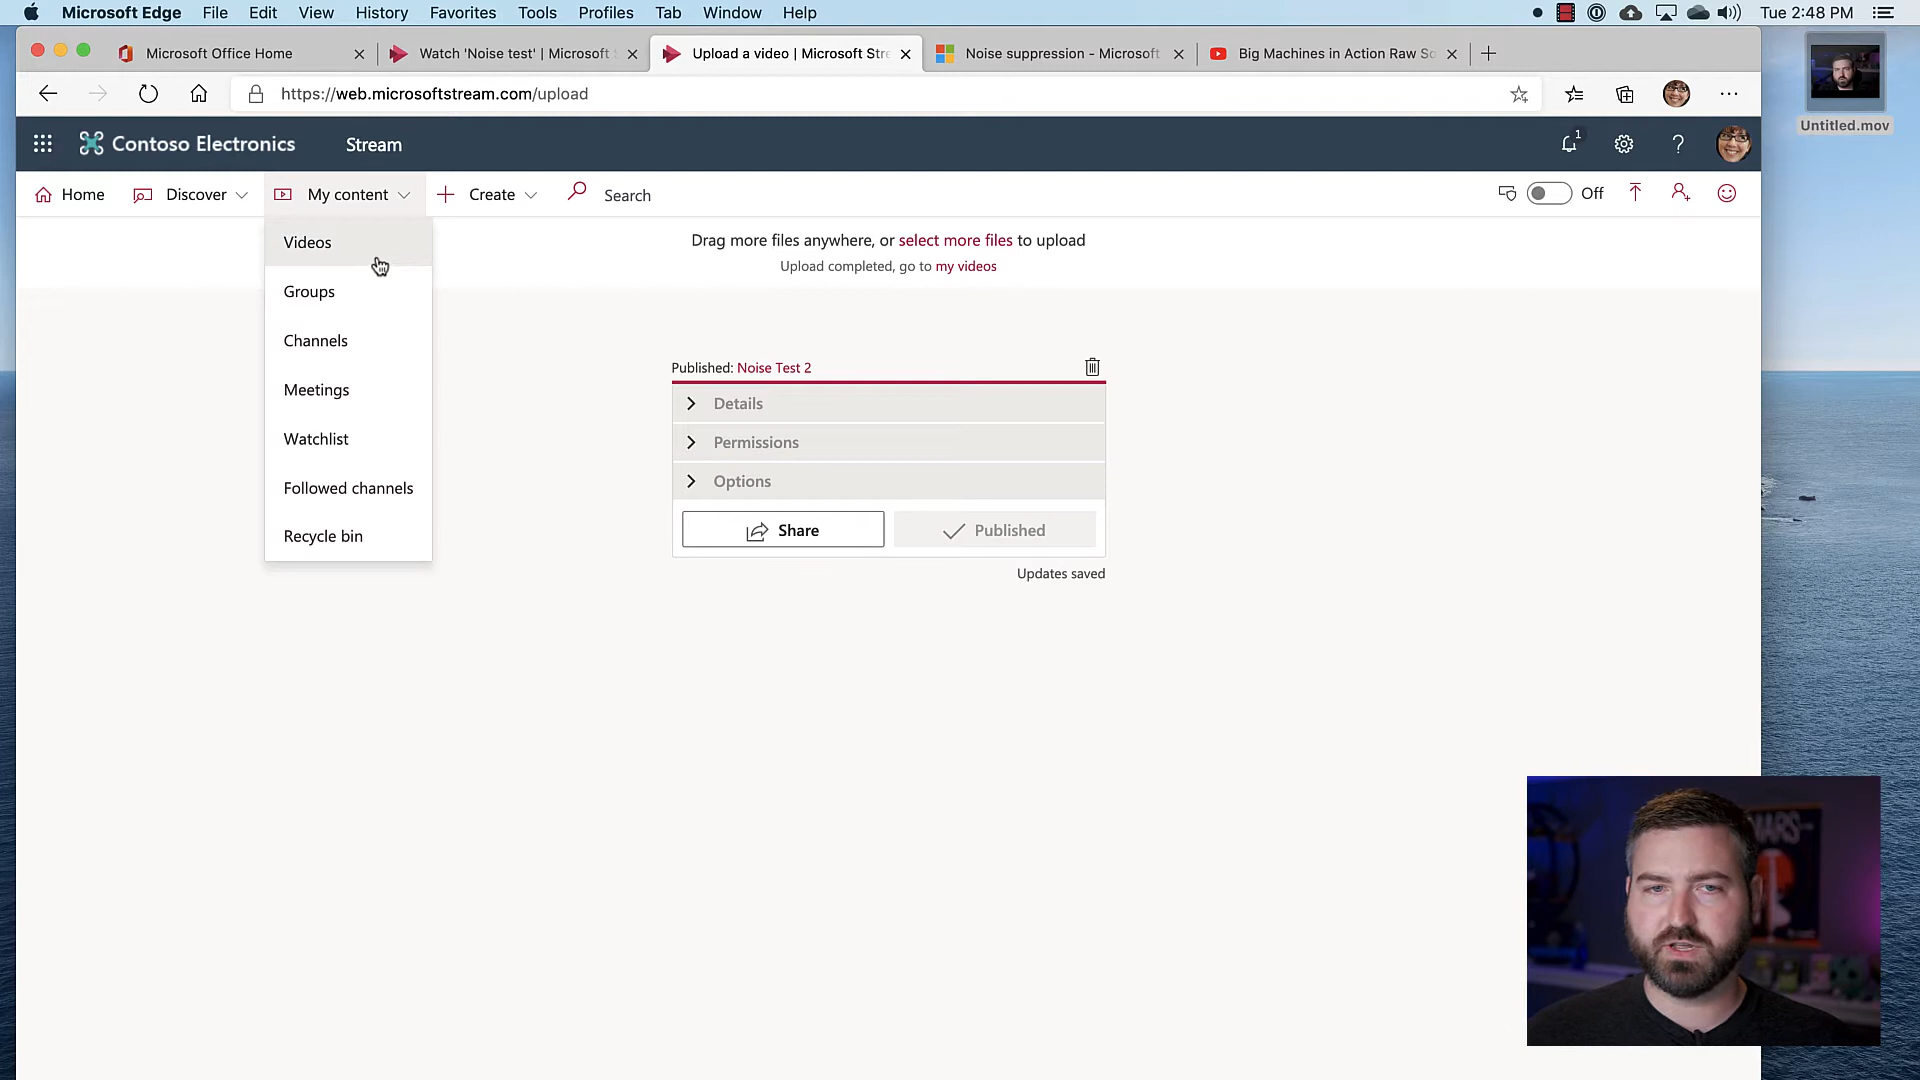 Microsoft Edge File Edit View History Favorites Tools Profiles Tab Window Help Tue 2:48 PM
Microsoft Office Home
Watch 'Noise test' | Microsoft
Upload a video | Microsoft Stre
Noise suppression - Microsoft
Big Machines in Action Raw So
https://web.microsoftstream.com/upload
Untitled.mov
Contoso Electronics Stream 1
Home Discover My content Create Search Off
Videos
Groups
Channels
Meetings
Watchlist
Followed channels
Recycle bin
Drag more files anywhere, or select more files to upload
Upload completed, go to my videos
Published: Noise Test 2
Details
Permissions
Options
Share Published
Updates saved
MARS